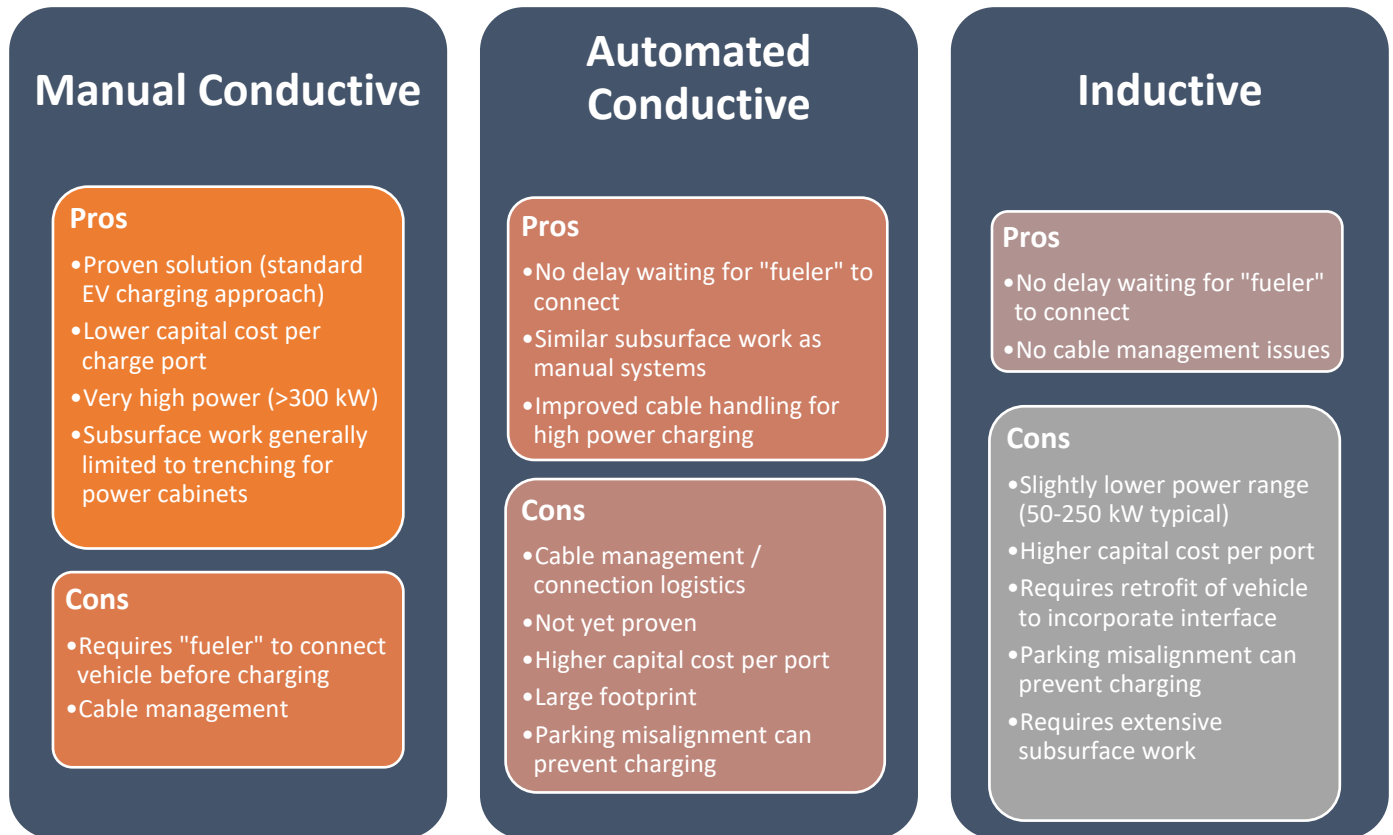 Manual Conductive
Pros
•Proven solution (standard
EV charging approach)
•Lower capital cost per
charge port
•Very high power (>300 kW)
•Subsurface work generally
limited to trenching for
power cabinets
Cons
•Requires "fueler" to connect
vehicle before charging
•Cable management
Automated
Conductive
Pros
•No delay waiting for "fueler" to
connect
•Similar subsurface work as
manual systems
•Improved cable handling for
high power charging
Cons
•Cable management /
connection logistics
•Not yet proven
•Higher capital cost per port
•Large footprint
•Parking misalignment can
prevent charging
Inductive
Pros
•No delay waiting for "fueler"
to connect
•No cable management issues
Cons
•Slightly lower power range
(50-250 kW typical)
•Higher capital cost per port
•Requires retrofit of vehicle
to incorporate interface
•Parking misalignment can
prevent charging
•Requires extensive
subsurface work